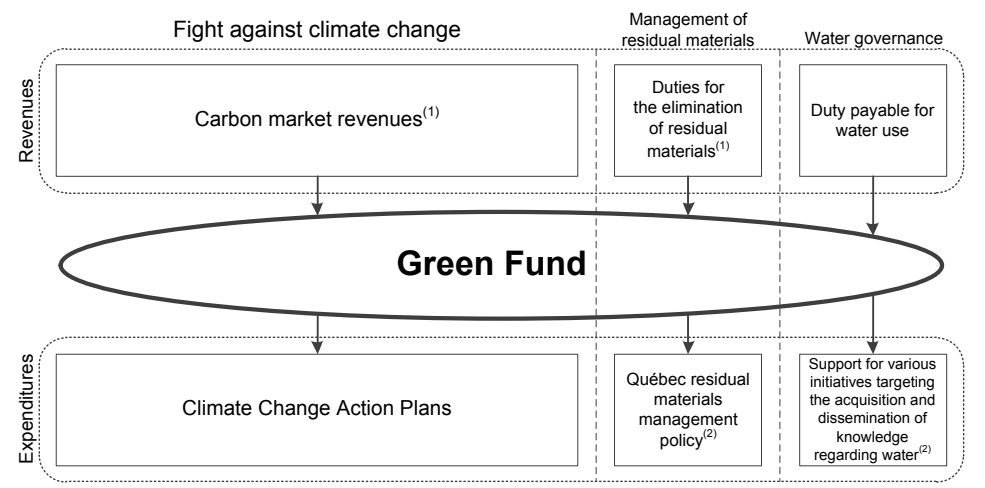 Fight against climate change
Management of
residual materials
Water governance
Revenues
Carbon market revenues(1)
Duties for
the elimination
of residual
materials(1)
Duty payable for
water use
Green Fund
Expenditures
Climate Change Action Plans
Québec residual
materials
management
policy(2)
Support for various
initiatives targeting
the acquisition and
dissemination of
knowledge
regarding water(2)